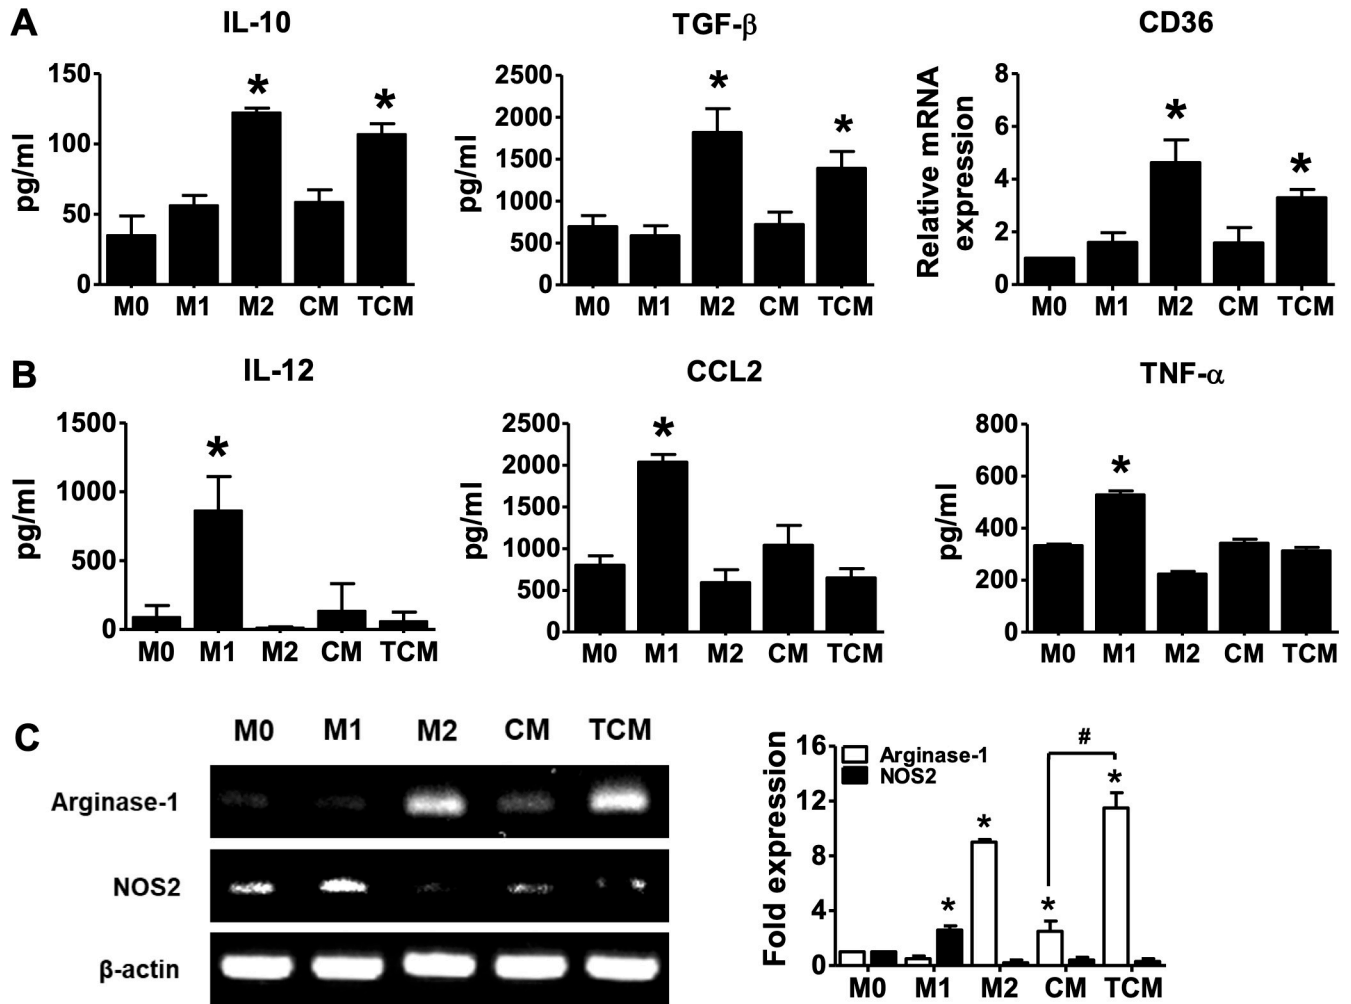 A
IL-10
TGF-β
CD36
pg/ml
150
100
50
0
*
*
M0 M1 M2 CM TCM
pg/ml
2500
2000
1500
1000
500
0
*
*
M0 M1 M2 CM TCM
Relative mRNA
expression
8
6
4
2
0
*
*
M0 M1 M2 CM TCM
B
IL-12
CCL2
TNF-α
pg/ml
1500
1000
500
0
*
M0 M1 M2 CM TCM
pg/ml
2500
2000
1500
1000
500
0
*
M0 M1 M2 CM TCM
pg/ml
800
600
400
200
0
*
M0 M1 M2 CM TCM
C
M0 M1 M2 CM TCM
Arginase-1
NOS2
β-actin
Fold expression
16
12
8
4
0
Arginase-1
NOS2
#
*
*
*
*
M0 M1 M2 CM TCM